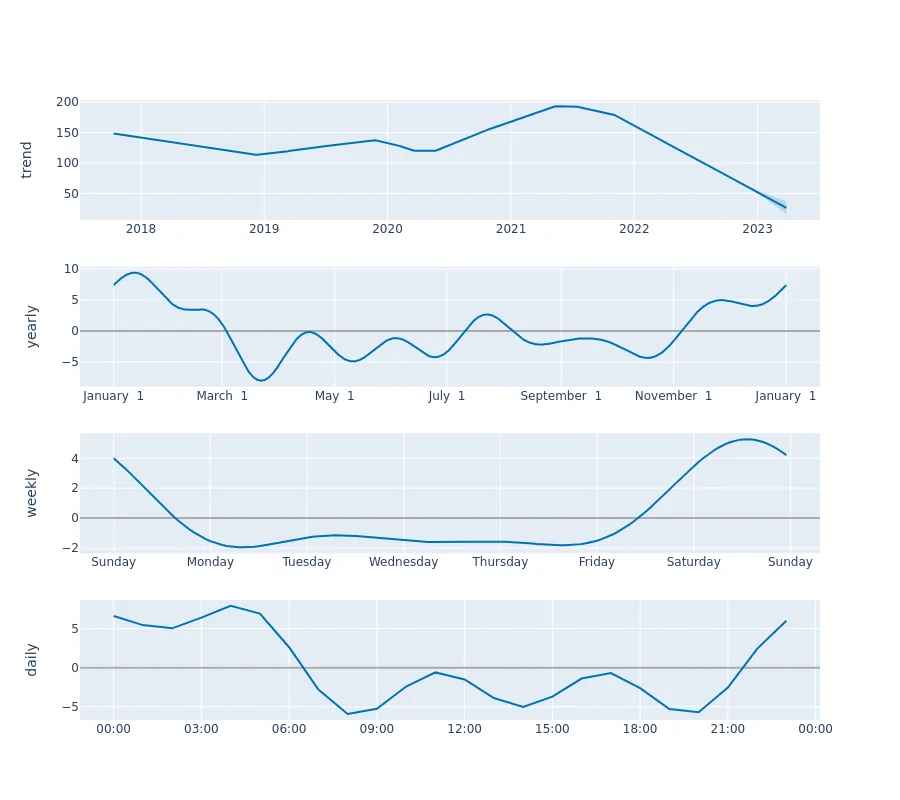 200
150
100
50
trend
2018 2019 2020 2021 2022 2023
10
5
0
−5
yearly
January 1 March 1 May 1 July 1 September 1 November 1 January 1
4
2
0
−2
weekly
Sunday Monday Tuesday Wednesday Thursday Friday Saturday Sunday
5
0
−5
daily
00:00 03:00 06:00 09:00 12:00 15:00 18:00 21:00 00:00